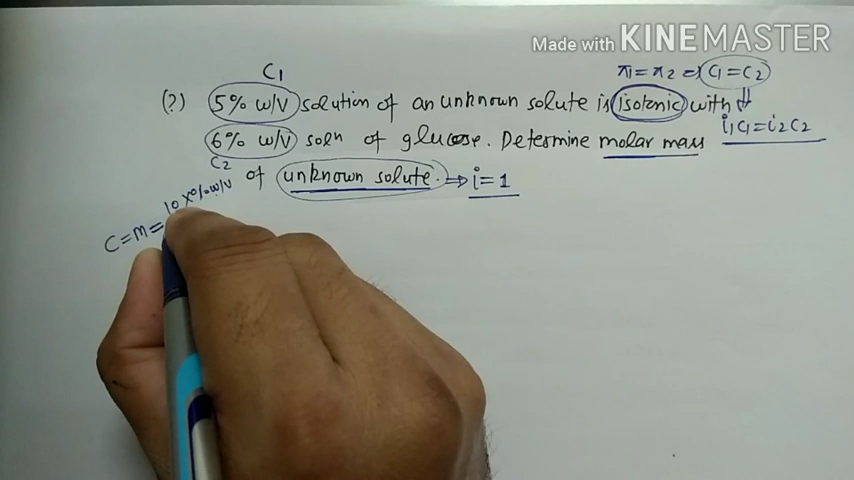 Made with KINEMASTER
C1 π1=π2 ⇒ C1=C2
(?) 5% w/v solution of an unknown solute is isotonic with ⇓
6% w/v soln of glucose. Determine molar mass i1C1=i2C2
C2 of unknown solute. ⇒ i=1
C=M= 10 x % w/v